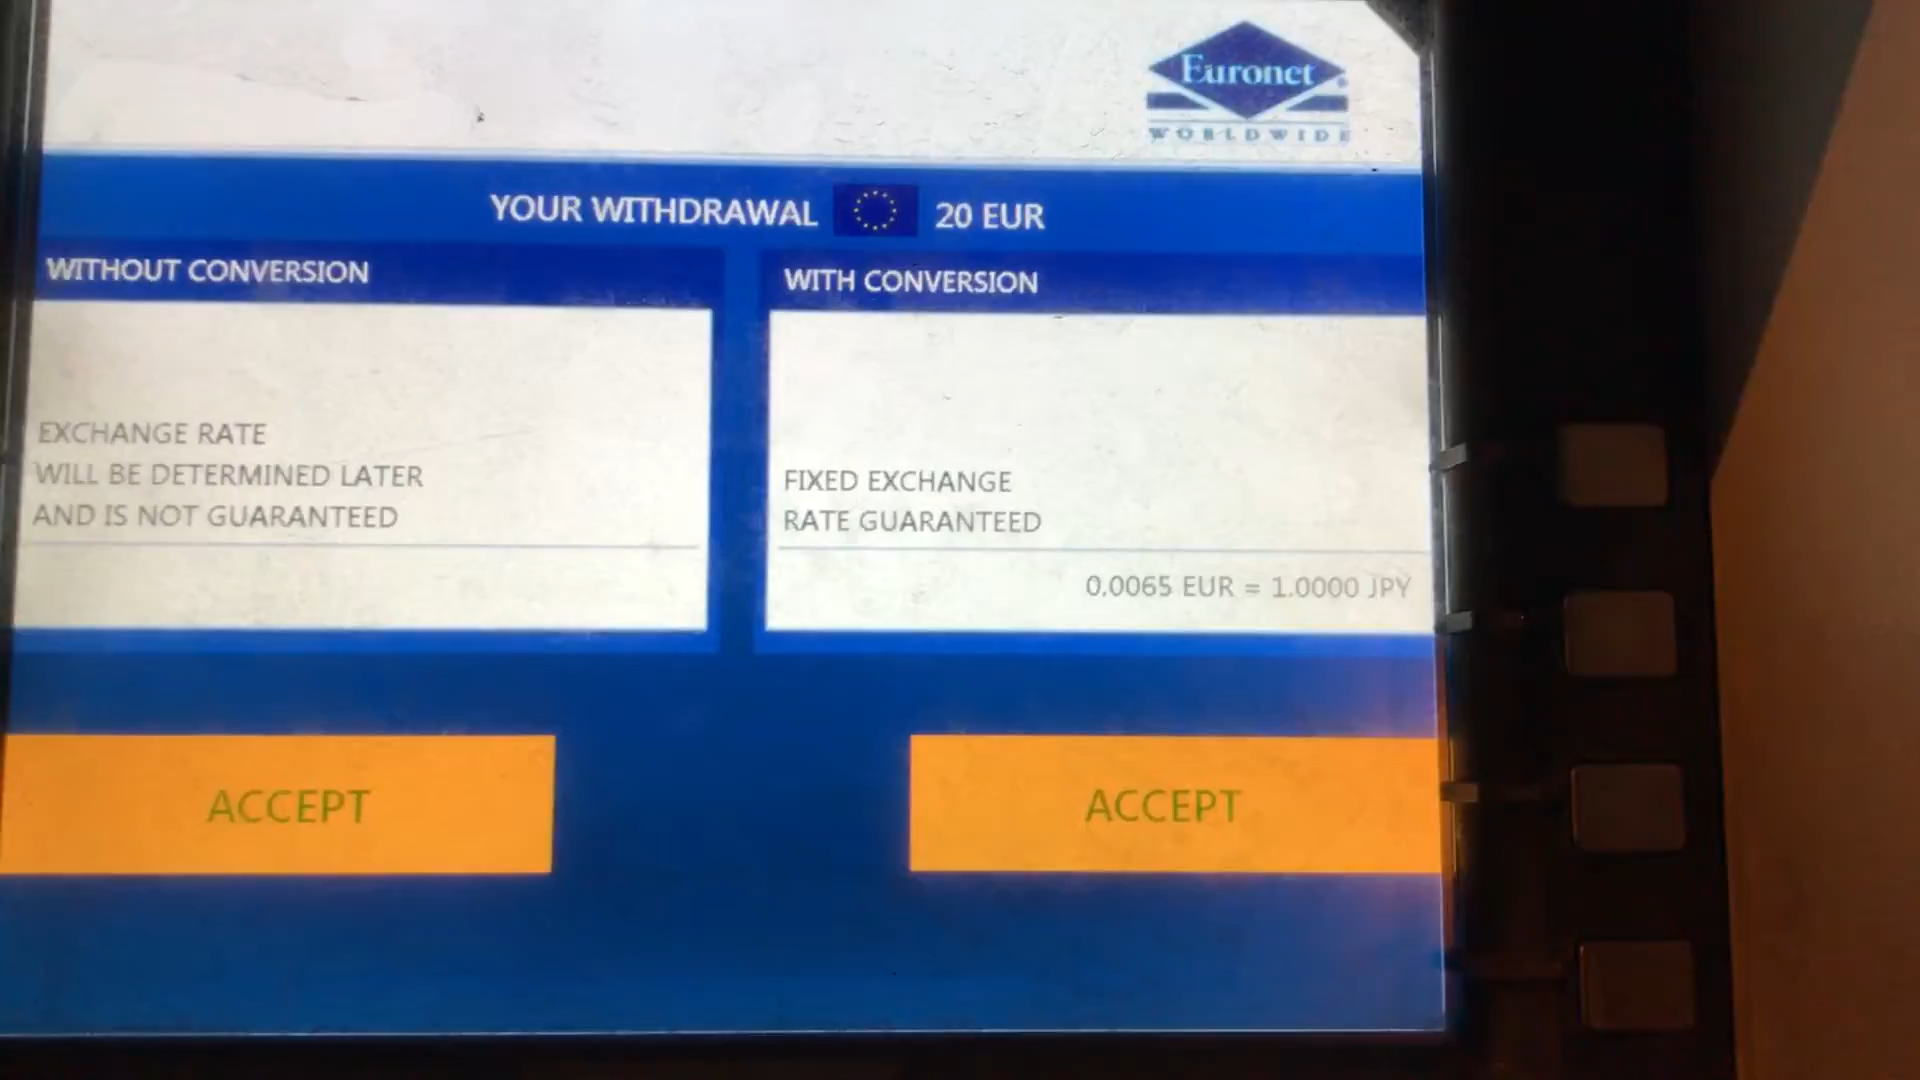 Euronet
WORLDWIDE
YOUR WITHDRAWAL 20 EUR
WITHOUT CONVERSION
EXCHANGE RATE
WILL BE DETERMINED LATER
AND IS NOT GUARANTEED
ACCEPT
WITH CONVERSION
FIXED EXCHANGE
RATE GUARANTEED
0.0065 EUR = 1.0000 JPY
ACCEPT